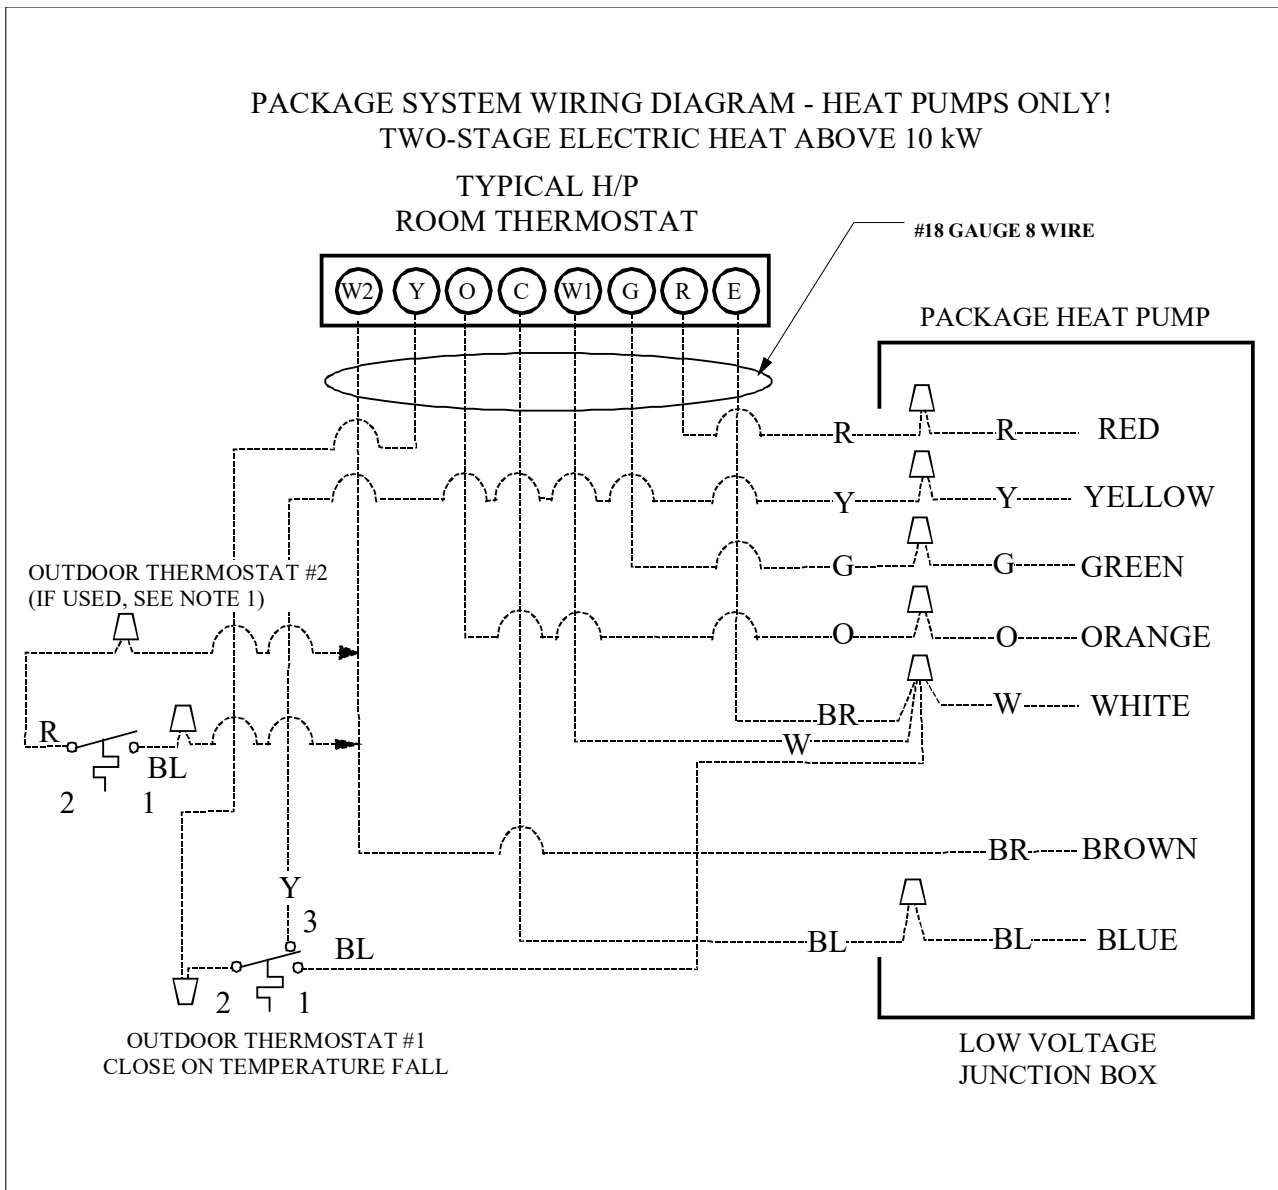 PACKAGE SYSTEM WIRING DIAGRAM - HEAT PUMPS ONLY!
TWO-STAGE ELECTRIC HEAT ABOVE 10 kW
TYPICAL H/P
ROOM THERMOSTAT
#18 GAUGE 8 WIRE
W2 Y O C W1 G R E
PACKAGE HEAT PUMP
R R RED
Y Y YELLOW
G G GREEN
OUTDOOR THERMOSTAT #2
(IF USED, SEE NOTE 1)
O O ORANGE
W WHITE
BR
R
W
BL
2 1
BR BROWN
Y
3
BL
BL BL BLUE
2 1
OUTDOOR THERMOSTAT #1
CLOSE ON TEMPERATURE FALL
LOW VOLTAGE
JUNCTION BOX